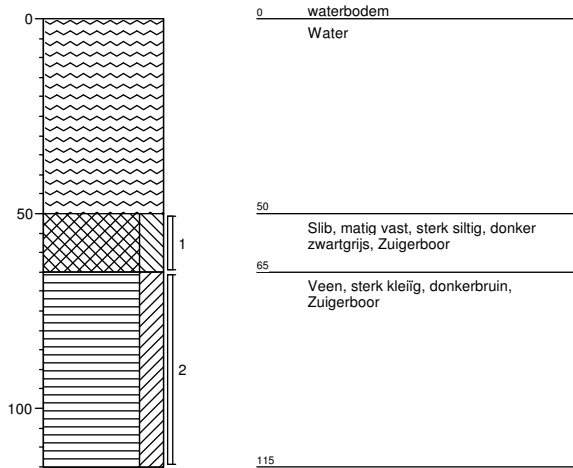 0
0 waterbodem
Water
50
50
Slib, matig vast, sterk siltig, donker
zwartgrijs, Zuigerboor
1
65
Veen, sterk kleiïg, donkerbruin,
Zuigerboor
2
100
115